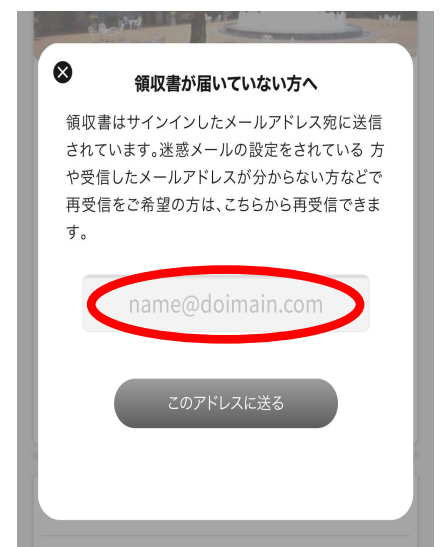 領収書が届いていない方へ
領収書はサインインしたメールアドレス宛に送信
されています。迷惑メールの設定をされている 方
や受信したメールアドレスが分からない方などで
再受信をご希望の方は、こちらから再受信できま
す。
name@doimain.com
このアドレスに送る